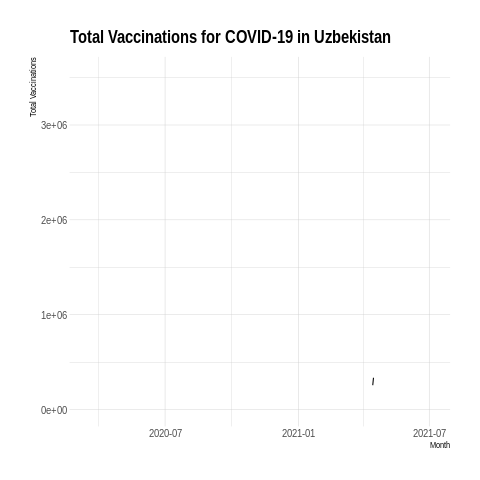 Total Vaccinations for COVID-19 in Uzbekistan
Total Vaccinations
3e+06
2e+06
1e+06
0e+00
2020-07 2021-01 2021-07
Month